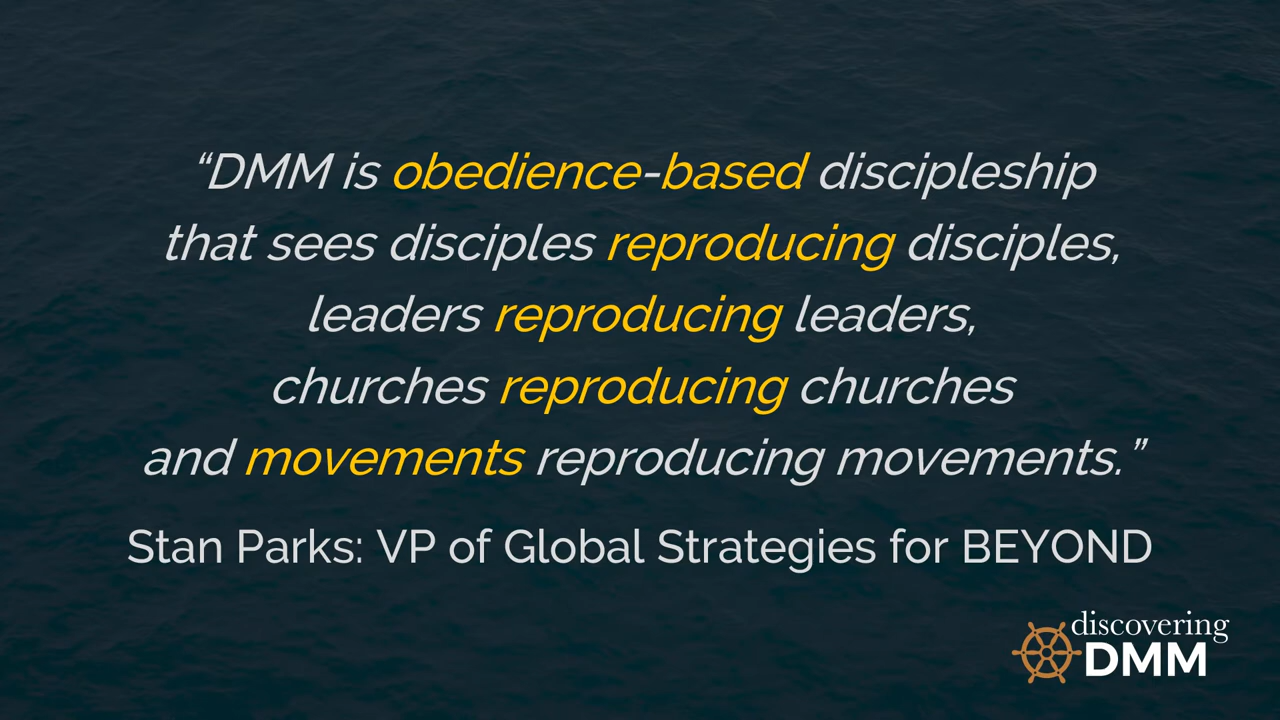 “DMM is obedience-based discipleship
that sees disciples reproducing disciples,
leaders reproducing leaders,
churches reproducing churches
and movements reproducing movements.”
Stan Parks: VP of Global Strategies for BEYOND
discovering
DMM